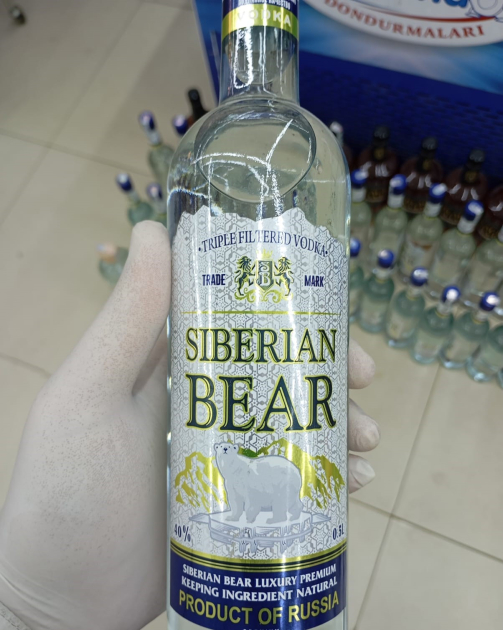 DONDURMALARI
VODKA
•TRIPLE FILTERED VODKA•
TRADE MARK
SIBERIAN
BEAR
40% 0.5L
SIBERIAN BEAR LUXURY PREMIUM
KEEPING INGREDIENT NATURAL
PRODUCT OF RUSSIA